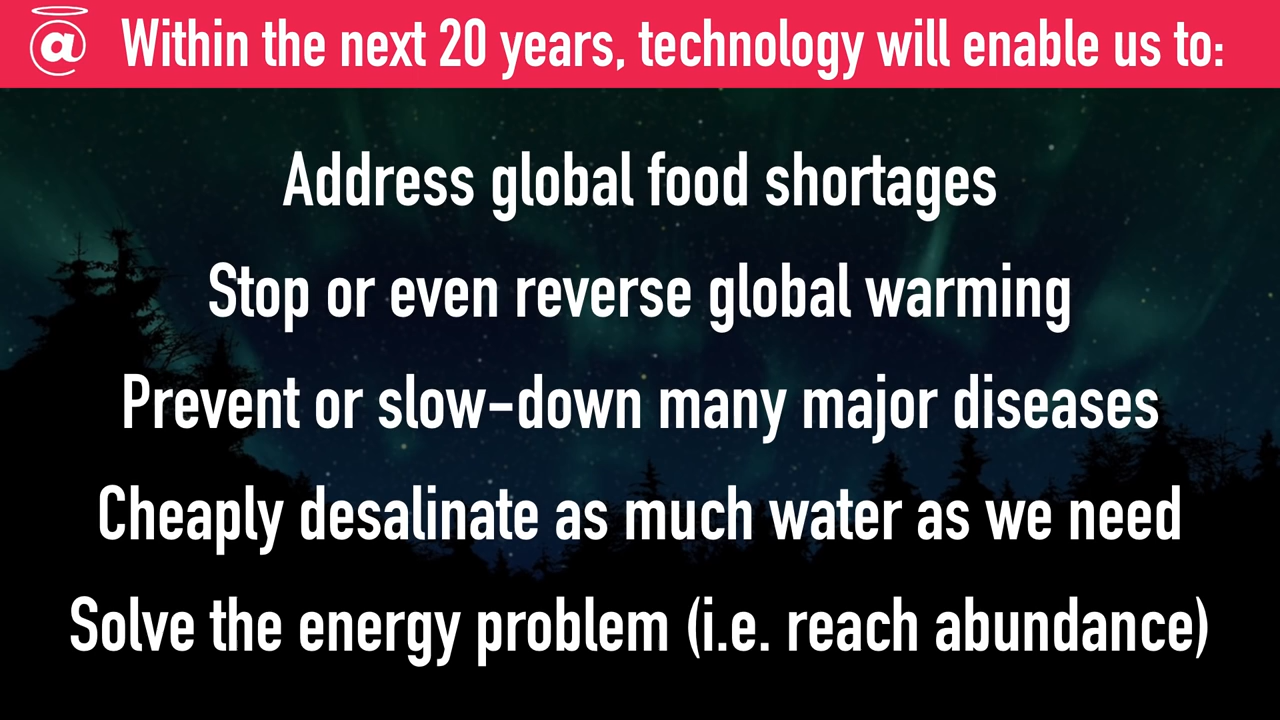 @ Within the next 20 years, technology will enable us to:
Address global food shortages
Stop or even reverse global warming
Prevent or slow-down many major diseases
Cheaply desalinate as much water as we need
Solve the energy problem (i.e. reach abundance)